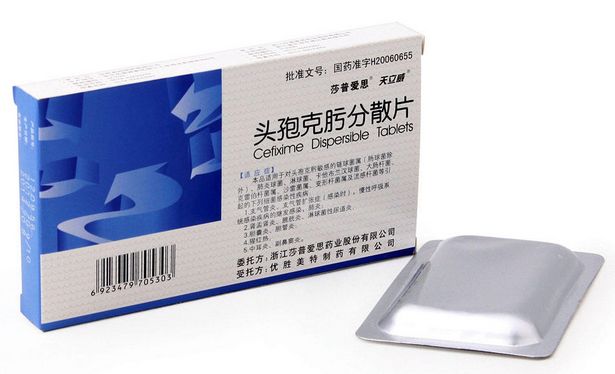 批准文号：国药准字H20060655
莎普爱思® 天立威®
头孢克肟分散片
Cefixime Dispersible Tablets
【适应症】
本品适用于对头孢克肟敏感的链球菌属（肠球菌除
外）、肺炎球菌、淋球菌、卡他布兰汉球菌、大肠杆菌、
克雷伯杆菌属、沙雷菌属、变形杆菌属及流感杆菌等引
起的下列细菌感染性疾病：
1.支气管炎、支气管扩张症（感染时）、慢性呼吸系
统感染疾病的继发感染、肺炎；
2.肾盂肾炎、膀胱炎、淋球菌性尿道炎；
3.胆囊炎、胆管炎；
4.猩红热；
5.中耳炎、副鼻窦炎。
委托方：浙江莎普爱思药业股份有限公司
受托方：优胜美特制药有限公司
6 923479 705303